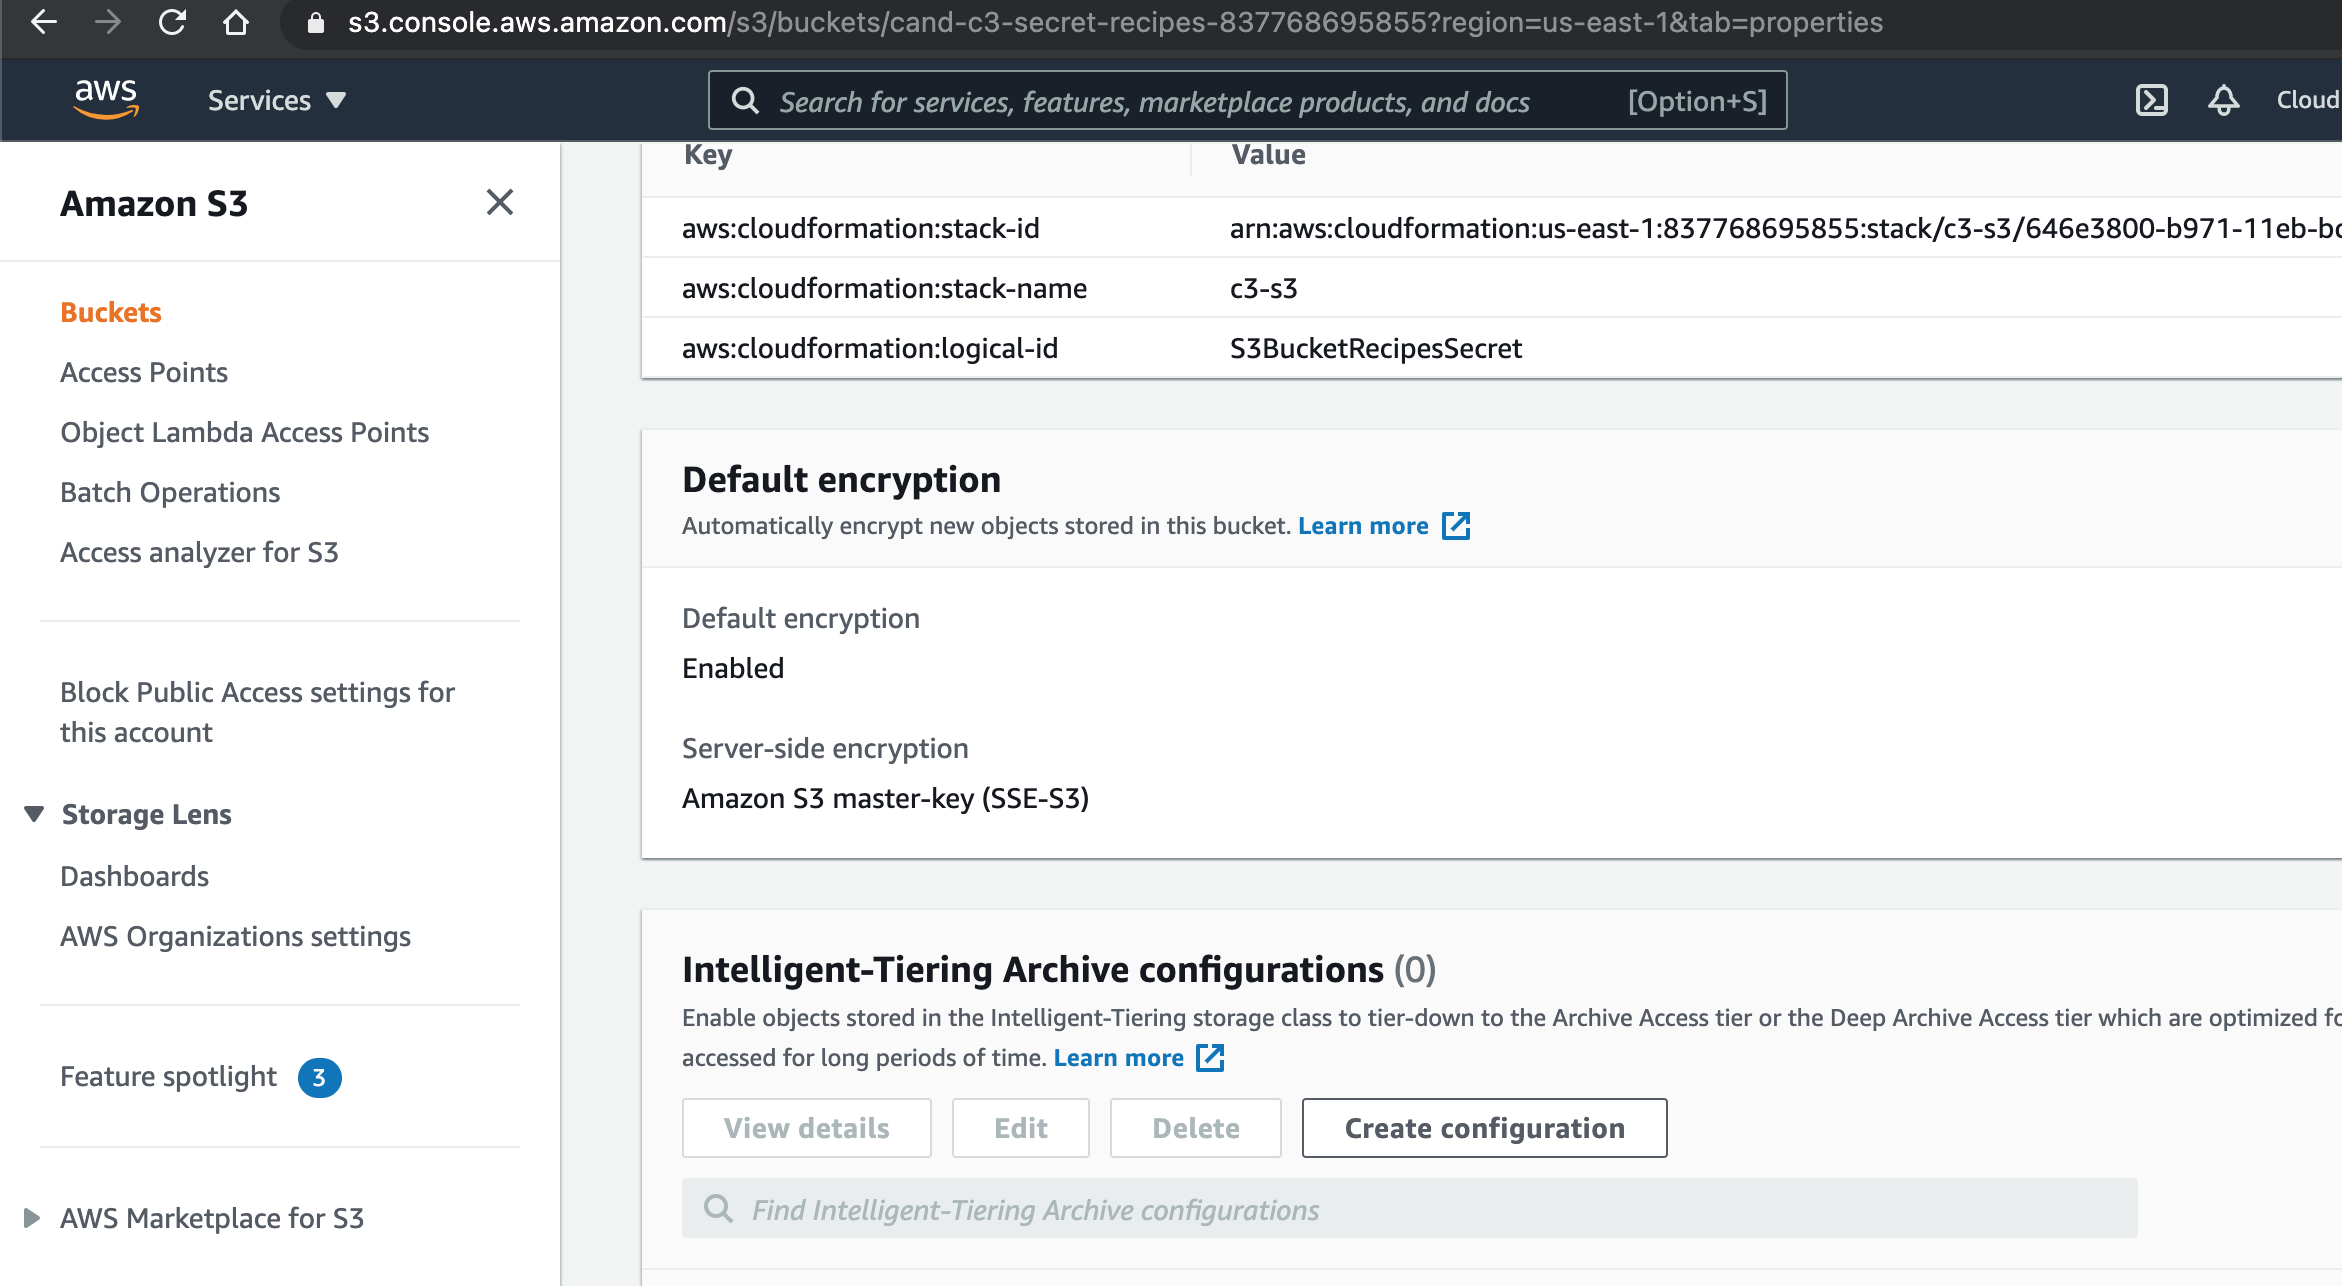 s3.console.aws.amazon.com/s3/buckets/cand-c3-secret-recipes-837768695855?region=us-east-1&tab=properties
aws
Services ▼
Search for services, features, marketplace products, and docs [Option+S]
Cloud
Amazon S3
Buckets
Access Points
Object Lambda Access Points
Batch Operations
Access analyzer for S3
Block Public Access settings for
this account
Storage Lens
Dashboards
AWS Organizations settings
Feature spotlight 3
AWS Marketplace for S3
Key Value
aws:cloudformation:stack-id arn:aws:cloudformation:us-east-1:837768695855:stack/c3-s3/646e3800-b971-11eb-bc
aws:cloudformation:stack-name c3-s3
aws:cloudformation:logical-id S3BucketRecipesSecret
Default encryption
Automatically encrypt new objects stored in this bucket. Learn more
Default encryption
Enabled
Server-side encryption
Amazon S3 master-key (SSE-S3)
Intelligent-Tiering Archive configurations (0)
Enable objects stored in the Intelligent-Tiering storage class to tier-down to the Archive Access tier or the Deep Archive Access tier which are optimized fo
accessed for long periods of time. Learn more
View details Edit Delete Create configuration
Find Intelligent-Tiering Archive configurations